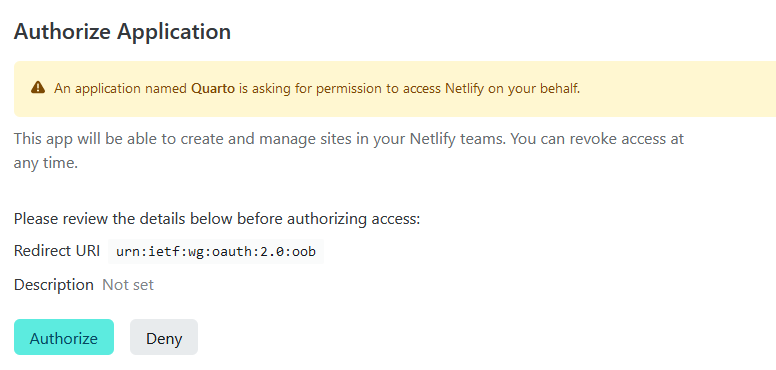 Authorize Application
An application named Quarto is asking for permission to access Netlify on your behalf.
This app will be able to create and manage sites in your Netlify teams. You can revoke access at
any time.
Please review the details below before authorizing access:
Redirect URI urn:ietf:wg:oauth:2.0:oob
Description Not set
Authorize Deny